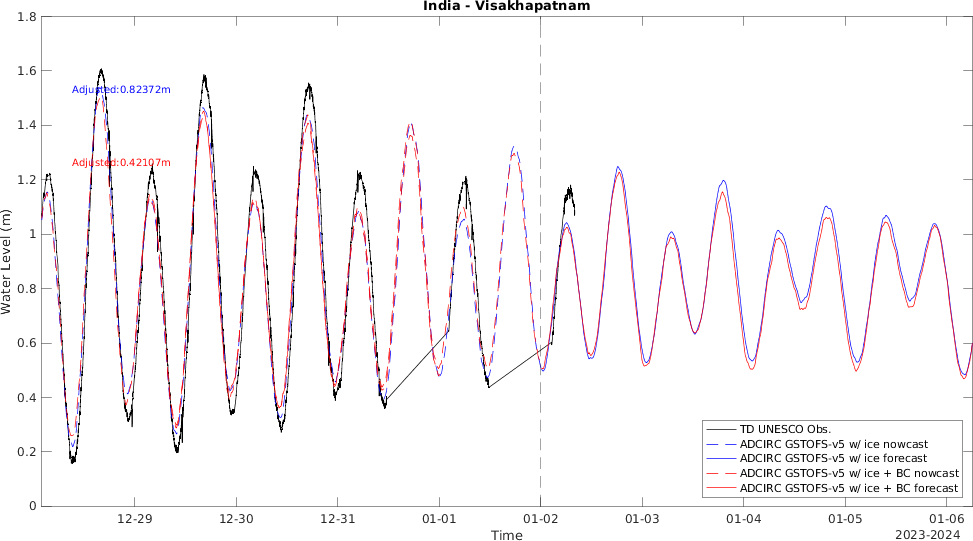 India - Visakhapatnam
1.8
1.6
1.4
1.2
1
0.8
0.6
0.4
0.2
0
Water Level (m)
Adjusted:0.82372m
Adjusted:0.42107m
TD UNESCO Obs.
ADCIRC GSTOFS-v5 w/ ice nowcast
ADCIRC GSTOFS-v5 w/ ice forecast
ADCIRC GSTOFS-v5 w/ ice + BC nowcast
ADCIRC GSTOFS-v5 w/ ice + BC forecast
12-29 12-30 12-31 01-01 01-02 01-03 01-04 01-05 01-06
Time
2023-2024